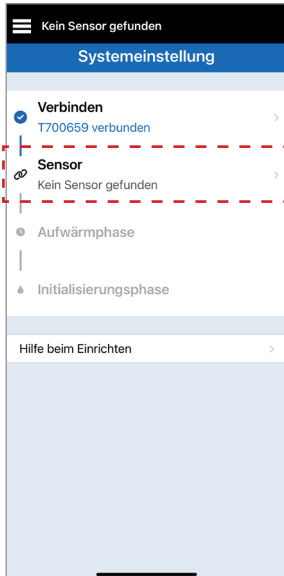 Kein Sensor gefunden
Systemeinstellung
Verbinden
T700659 verbunden
Sensor
Kein Sensor gefunden
Aufwärmphase
Initialisierungsphase
Hilfe beim Einrichten